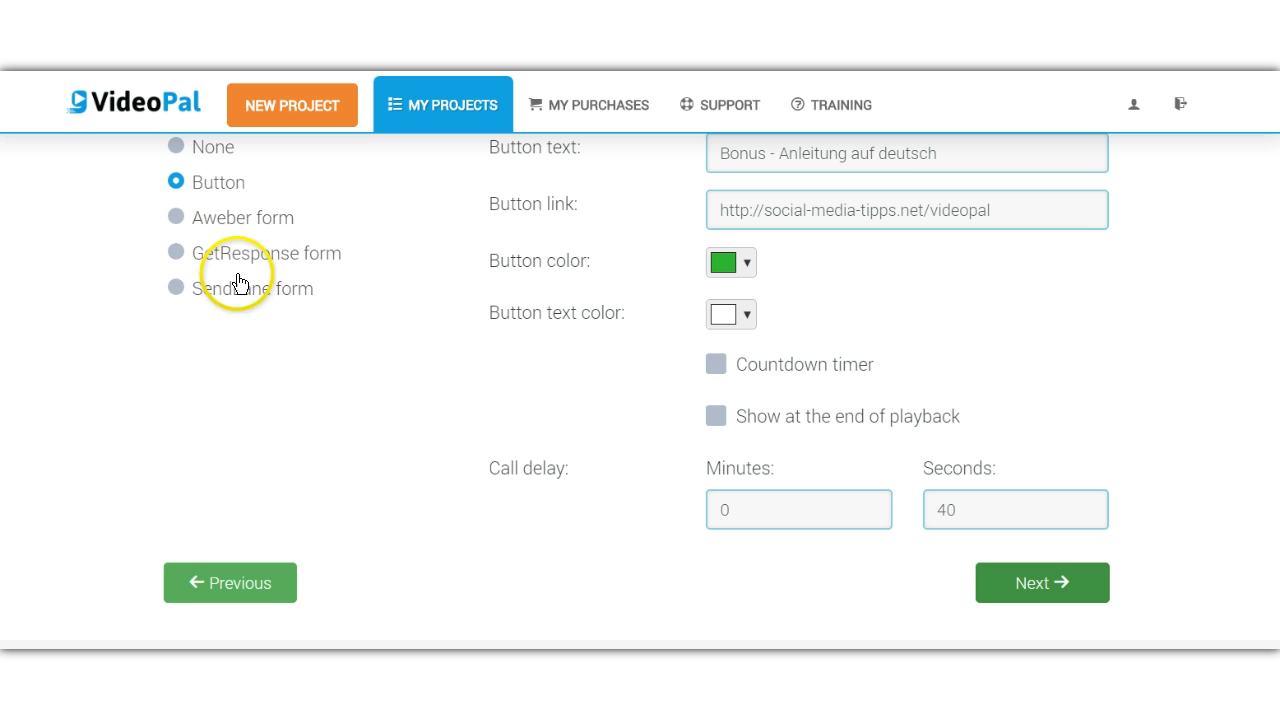 VideoPal
NEW PROJECT
MY PROJECTS
MY PURCHASES
SUPPORT
TRAINING
None
Button
Aweber form
GetResponse form
Sendlane form
Button text:
Bonus - Anleitung auf deutsch
Button link:
http://social-media-tipps.net/videopal
Button color:
Button text color:
Countdown timer
Show at the end of playback
Call delay:
Minutes:
Seconds:
0
40
Previous
Next